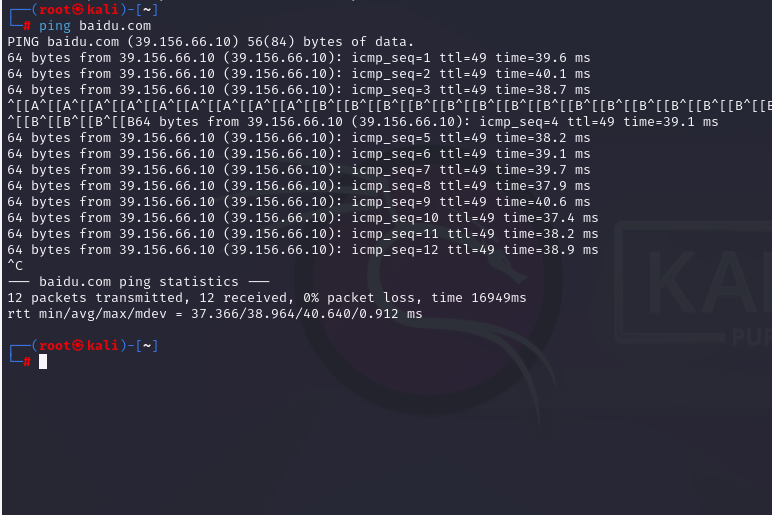 ┌──(root㉿kali)-[~]
└─# ping baidu.com
PING baidu.com (39.156.66.10) 56(84) bytes of data.
64 bytes from 39.156.66.10 (39.156.66.10): icmp_seq=1 ttl=49 time=39.6 ms
64 bytes from 39.156.66.10 (39.156.66.10): icmp_seq=2 ttl=49 time=40.1 ms
64 bytes from 39.156.66.10 (39.156.66.10): icmp_seq=3 ttl=49 time=38.7 ms
^[[A^[[A^[[A^[[A^[[A^[[A^[[A^[[A^[[B^[[B^[[B^[[B^[[B^[[B^[[B^[[B^[[B^[[B^[[B^[[B^[[B
^[[B^[[B^[[B^[[B64 bytes from 39.156.66.10 (39.156.66.10): icmp_seq=4 ttl=49 time=39.1 ms
64 bytes from 39.156.66.10 (39.156.66.10): icmp_seq=5 ttl=49 time=38.2 ms
64 bytes from 39.156.66.10 (39.156.66.10): icmp_seq=6 ttl=49 time=39.1 ms
64 bytes from 39.156.66.10 (39.156.66.10): icmp_seq=7 ttl=49 time=39.7 ms
64 bytes from 39.156.66.10 (39.156.66.10): icmp_seq=8 ttl=49 time=37.9 ms
64 bytes from 39.156.66.10 (39.156.66.10): icmp_seq=9 ttl=49 time=40.6 ms
64 bytes from 39.156.66.10 (39.156.66.10): icmp_seq=10 ttl=49 time=37.4 ms
64 bytes from 39.156.66.10 (39.156.66.10): icmp_seq=11 ttl=49 time=38.2 ms
64 bytes from 39.156.66.10 (39.156.66.10): icmp_seq=12 ttl=49 time=38.9 ms
^C
--- baidu.com ping statistics ---
12 packets transmitted, 12 received, 0% packet loss, time 16949ms
rtt min/avg/max/mdev = 37.366/38.964/40.640/0.912 ms
┌──(root㉿kali)-[~]
└─#